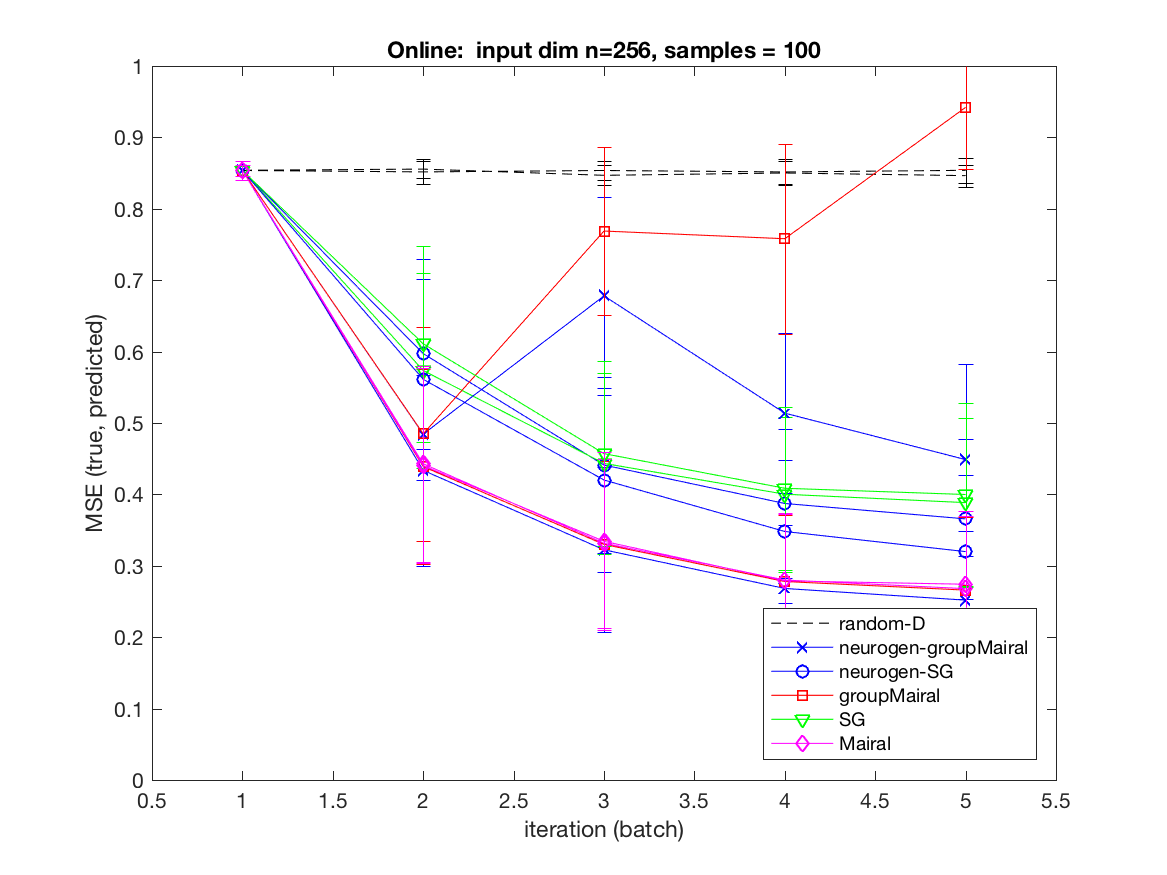 Online: input dim n=256, samples = 100
MSE (true, predicted)
1
0.9
0.8
0.7
0.6
0.5
0.4
0.3
0.2
0.1
0
random-D
neurogen-groupMairal
neurogen-SG
groupMairal
SG
Mairal
0.5 1 1.5 2 2.5 3 3.5 4 4.5 5 5.5
iteration (batch)